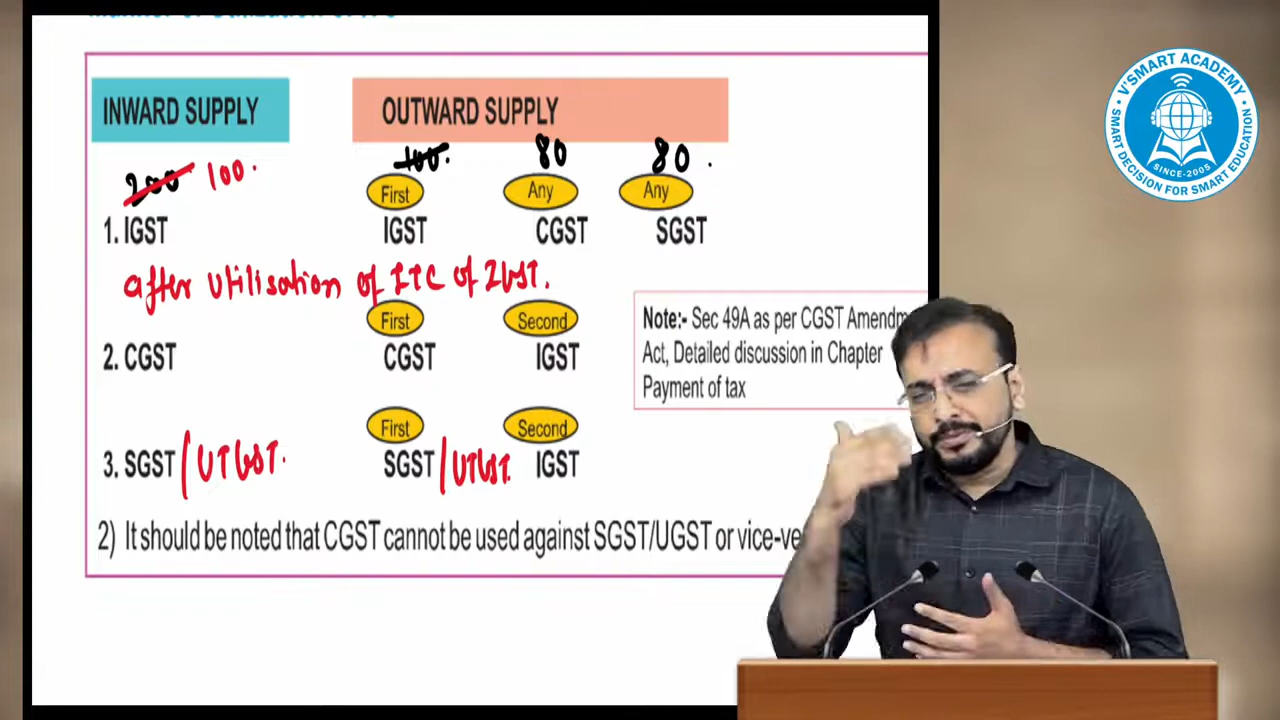 INWARD SUPPLY
OUTWARD SUPPLY
200 100.
100. 80 80.
First Any Any
1. IGST IGST CGST SGST
after utilisation of ITC of IGST.
First Second
2. CGST CGST IGST
Note:- Sec 49A as per CGST Amendm
Act, Detailed discussion in Chapter
Payment of tax
First Second
3. SGST/UTGST. SGST/UTGST. IGST
2) It should be noted that CGST cannot be used against SGST/UGST or vice-ve
V'SMART ACADEMY
SINCE-2005
SMART DECISION FOR SMART EDUCATION